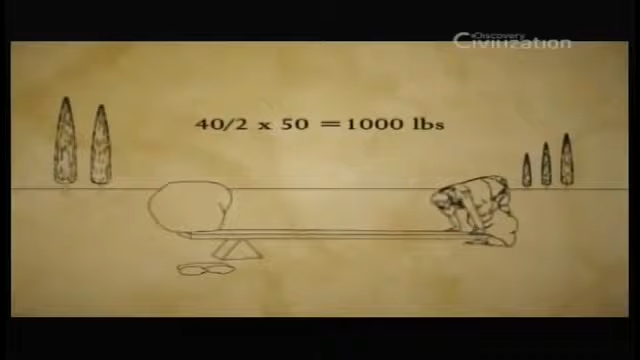 Discovery
Civilization
40/2 x 50 = 1000 lbs